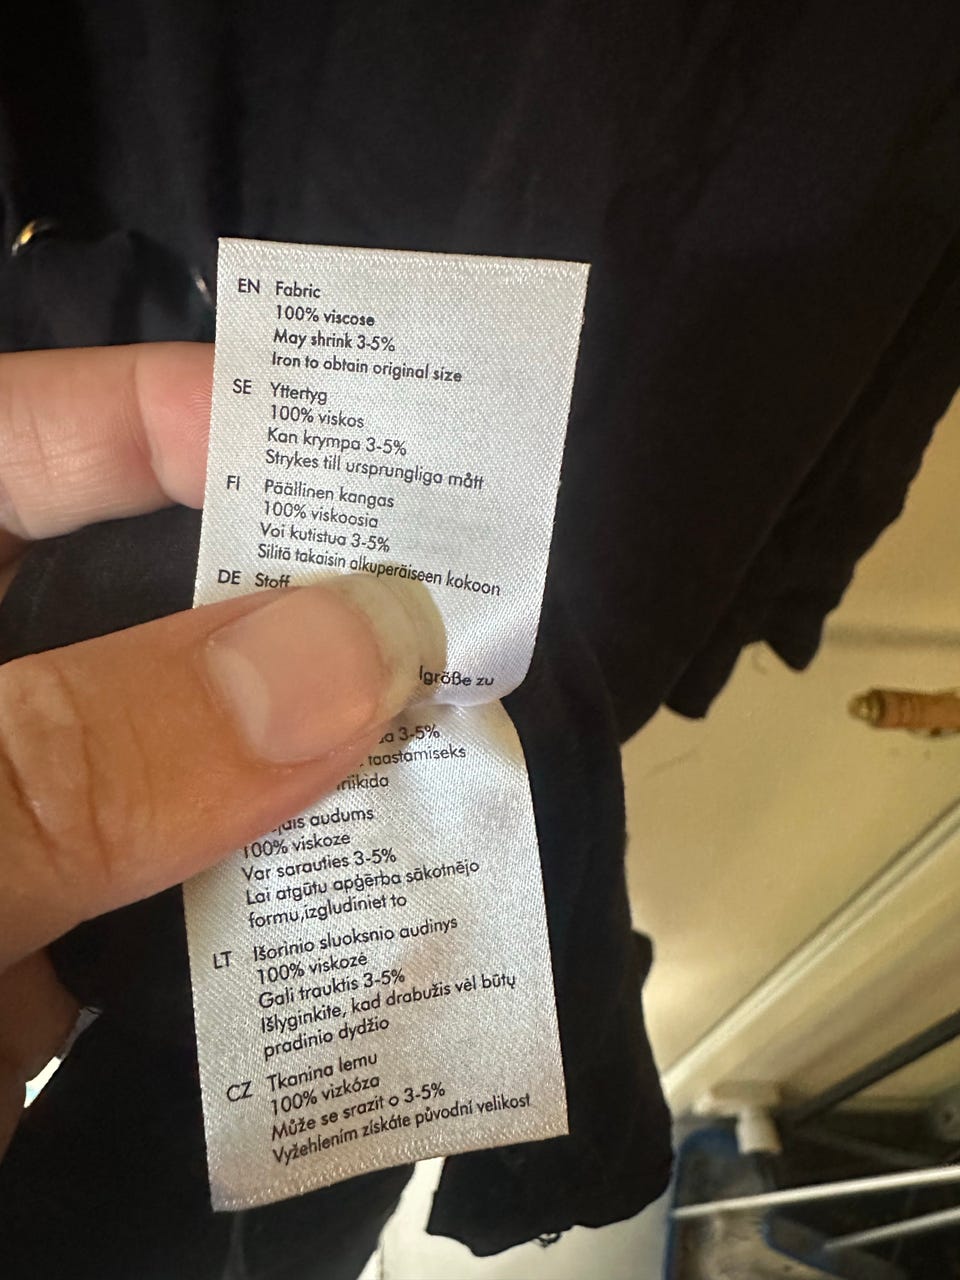 EN Fabric
100% viscose
May shrink 3-5%
Iron to obtain original size
SE Yttertyg
100% viskos
Kan krympa 3-5%
Strykes till ursprungliga mått
FI Päällinen kangas
100% viskoosia
Voi kutistua 3-5%
Silitä takaisin alkuperäiseen kokoon
DE Stoff
zu
3-5%
taastamiseks
audums
100% viskoze
Var sarauties 3-5%
Lai atgūtu apģērba sākotnējo
formu,izgludiniet to
LT Išorinio sluoksnio audinys
100% viskozė
Gali trauktis 3-5%
Išlyginkite, kad drabužis vėl būtų
pradinio dydžio
CZ Tkanina lemu
100% vizkóza
Může se srazit o 3-5%
Vyžehlením získáte původní velikost